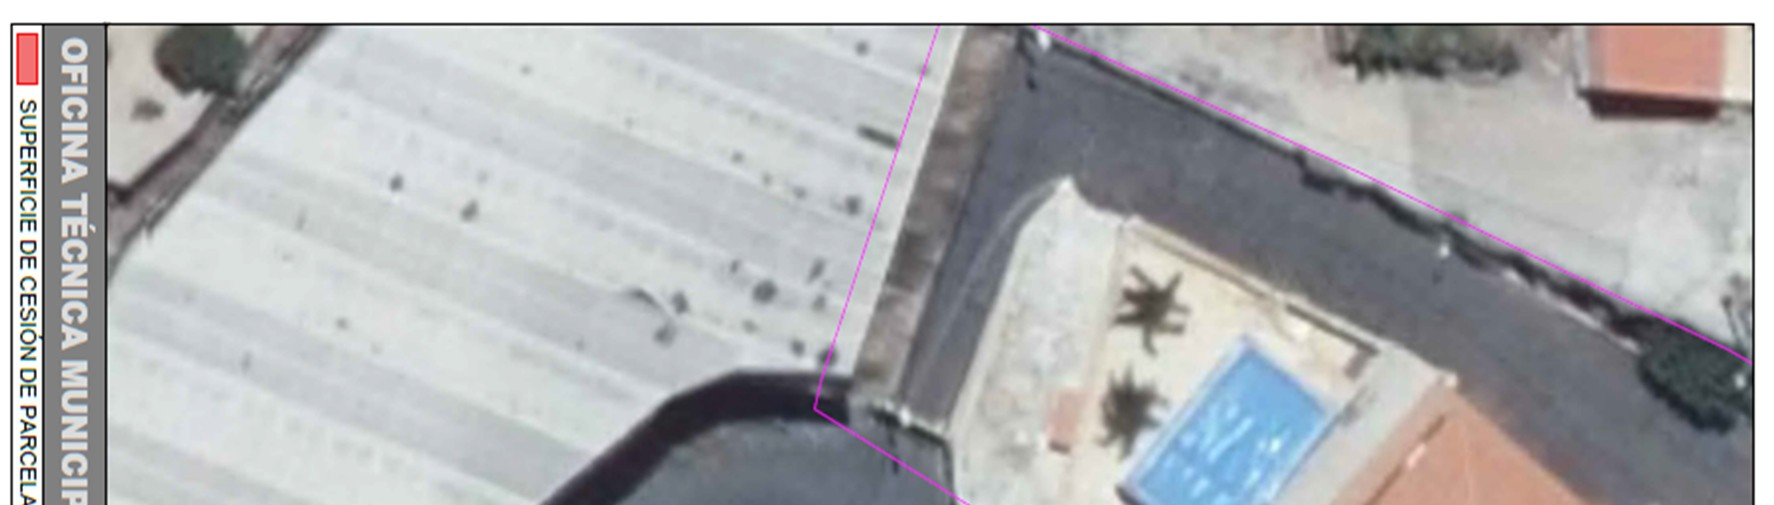 OFICINA TÉCNICA MUNICIP
SUPERFICIE DE CESIÓN DE PARCELA